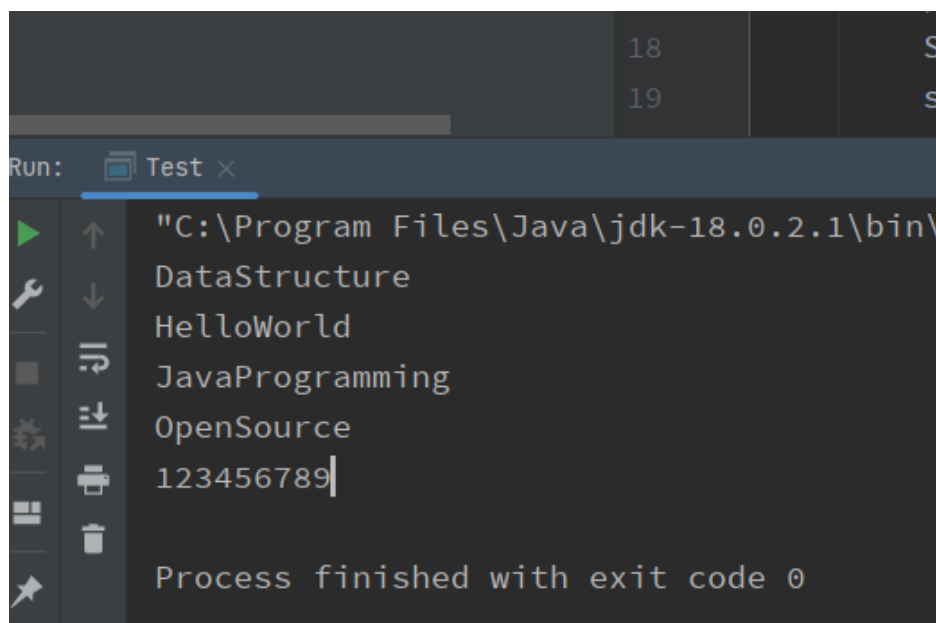 18 S
19 s
Run: Test
"C:\Program Files\Java\jdk-18.0.2.1\bin\
DataStructure
HelloWorld
JavaProgramming
OpenSource
123456789
Process finished with exit code 0